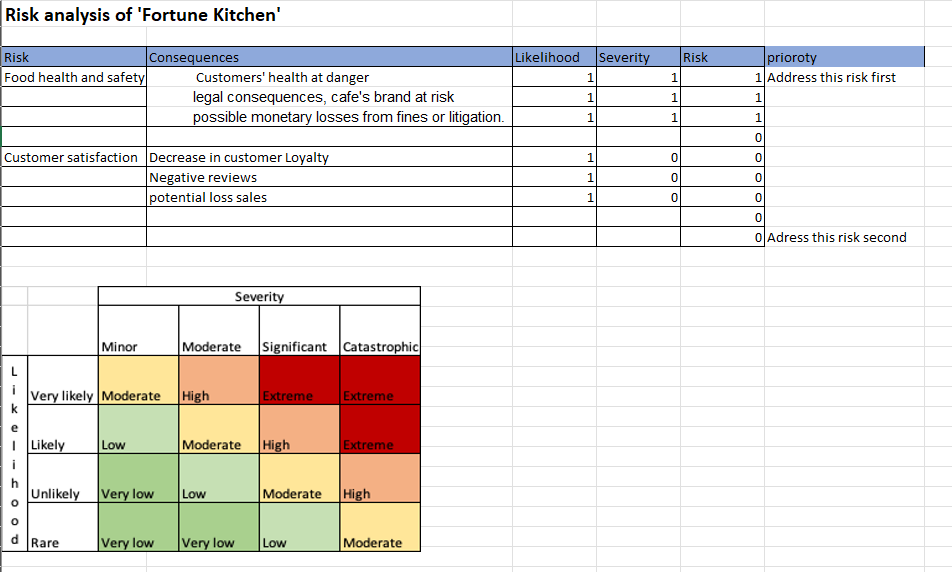 Risk analysis of 'Fortune Kitchen'
Risk Consequences Likelihood Severity Risk prioroty
Food health and safety Customers' health at danger 1 1 1 Address this risk first
legal consequences, cafe's brand at risk 1 1 1
possible monetary losses from fines or litigation. 1 1 1
0
Customer satisfaction Decrease in customer Loyalty 1 0 0
Negative reviews 1 0 0
potential loss sales 1 0 0
0
0 Adress this risk second
Severity
Minor Moderate Significant Catastrophic
Likelihood
Very likely Moderate High Extreme Extreme
Likely Low Moderate High Extreme
Unlikely Very low Low Moderate High
Rare Very low Very low Low Moderate